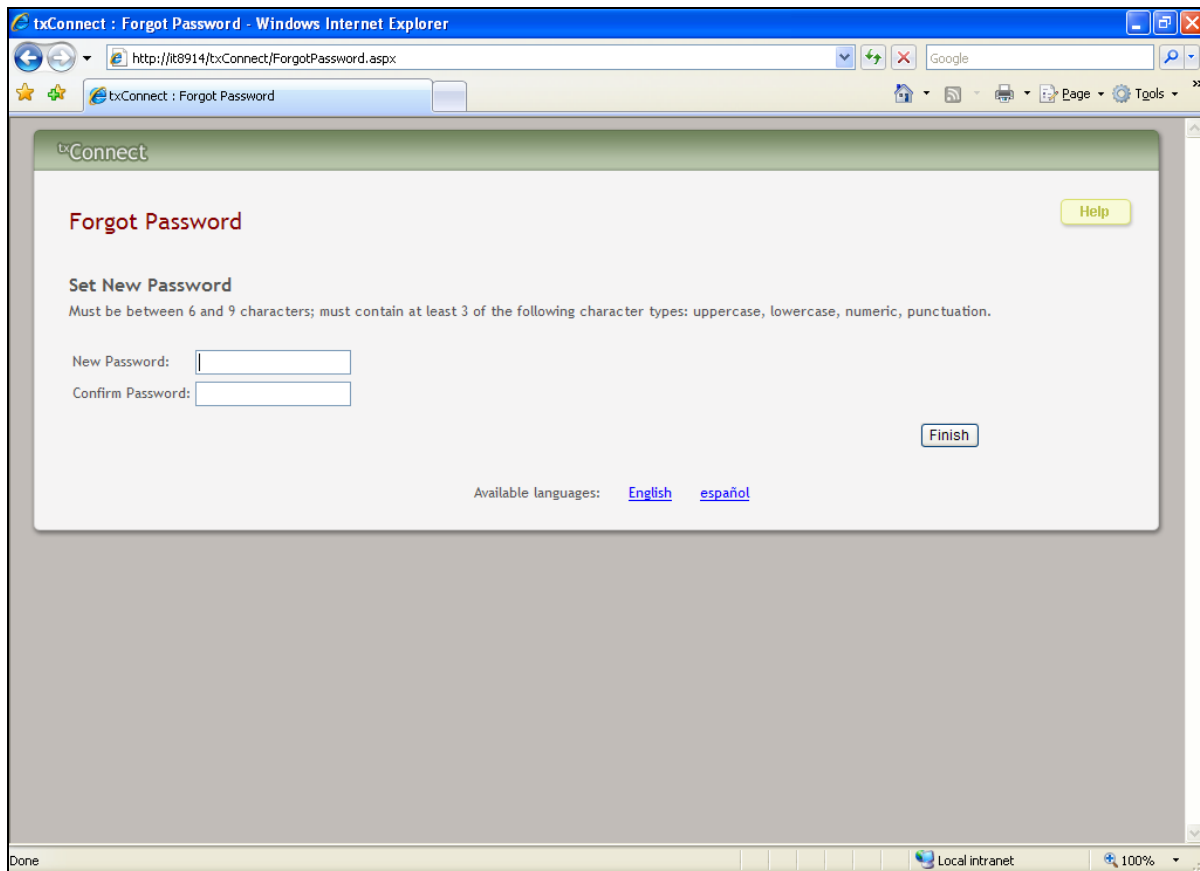 txConnect : Forgot Password - Windows Internet Explorer
http://it8914/txConnect/ForgotPassword.aspx
Google
txConnect : Forgot Password
Page
Tools
»
txConnect
Forgot Password
Help
Set New Password
Must be between 6 and 9 characters; must contain at least 3 of the following character types: uppercase, lowercase, numeric, punctuation.
New Password:
Confirm Password:
Finish
Available languages: English español
Done
Local intranet
100%